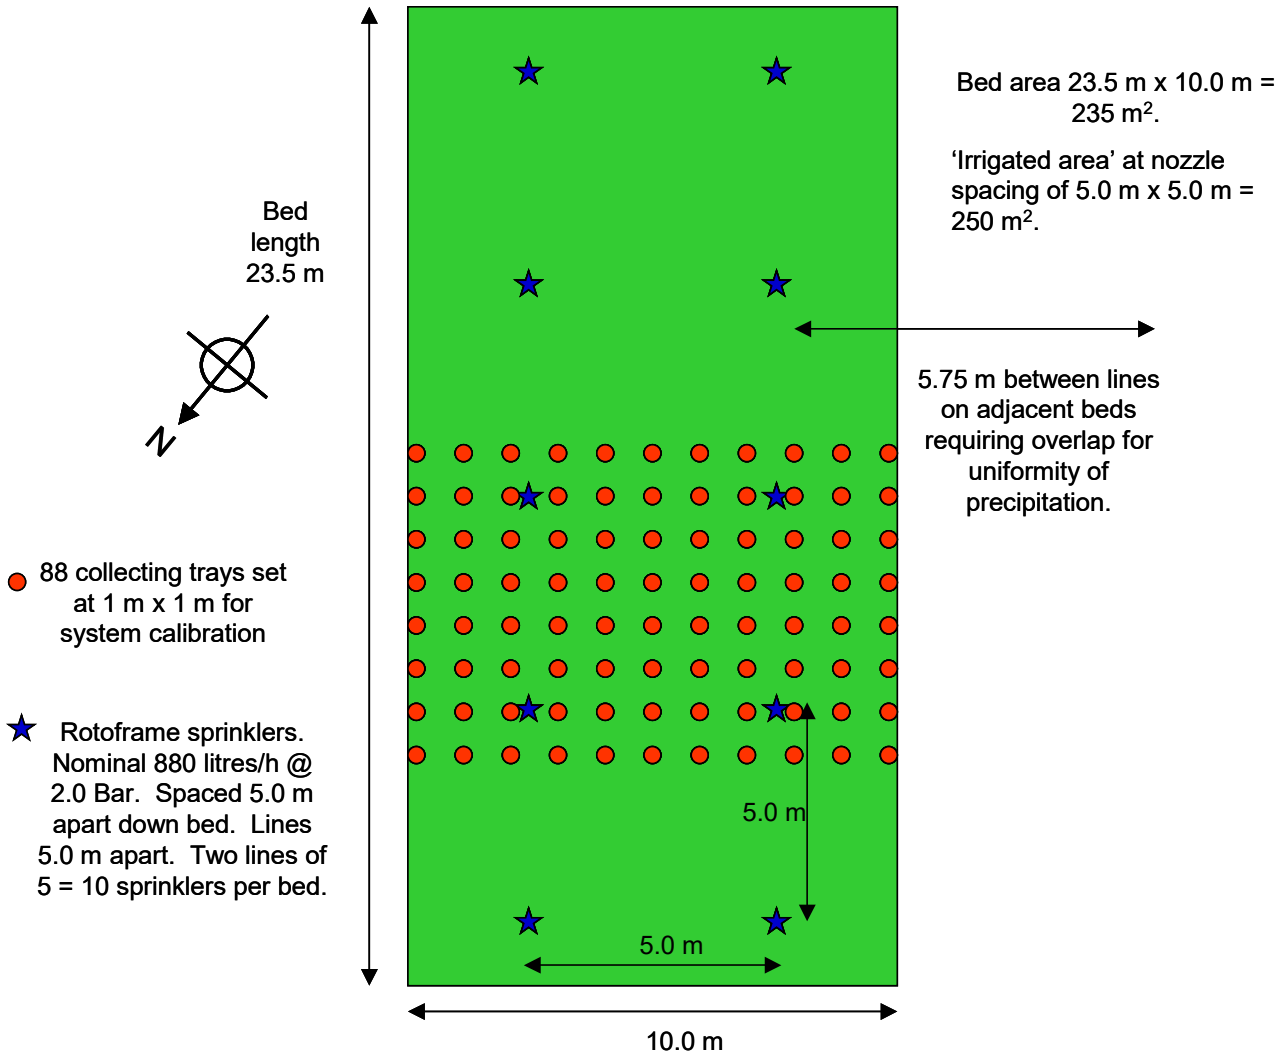 Bed area 23.5 m x 10.0 m =
235 m².
‘Irrigated area’ at nozzle
spacing of 5.0 m x 5.0 m =
250 m².
Bed
length
23.5 m
N
5.75 m between lines
on adjacent beds
requiring overlap for
uniformity of
precipitation.
88 collecting trays set
at 1 m x 1 m for
system calibration
Rotoframe sprinklers.
Nominal 880 litres/h @
2.0 Bar.  Spaced 5.0 m
apart down bed.  Lines
5.0 m apart.  Two lines of
5 = 10 sprinklers per bed.
5.0 m
5.0 m
10.0 m